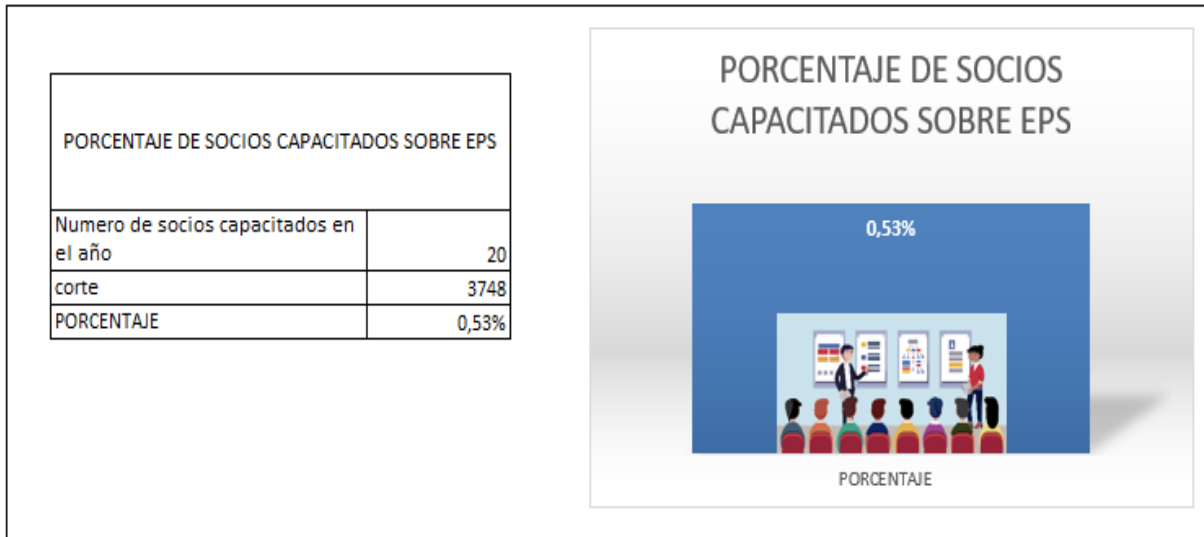 PORCENTAJE DE SOCIOS CAPACITADOS SOBRE EPS
Numero de socios capacitados en
el año 20
corte 3748
PORCENTAJE 0,53%
PORCENTAJE DE SOCIOS
CAPACITADOS SOBRE EPS
0,53%
PORCENTAJE